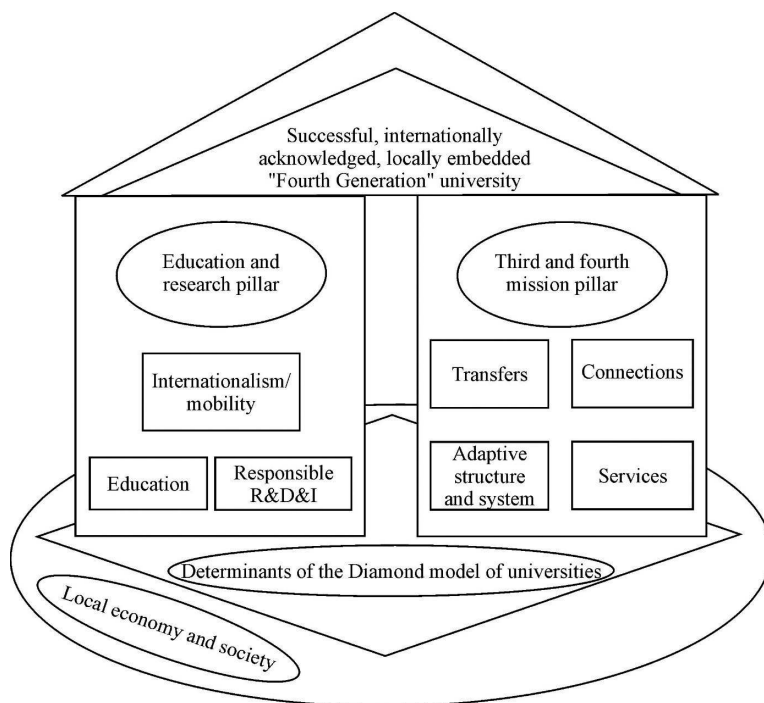 Successful, internationally
acknowledged, locally embedded
"Fourth Generation" university
Education and
research pillar
Third and fourth
mission pillar
Internationalism/
mobility
Transfers
Connections
Education
Responsible
R&D&I
Adaptive
structure
and system
Services
Determinants of the Diamond model of universities
Local economy and society